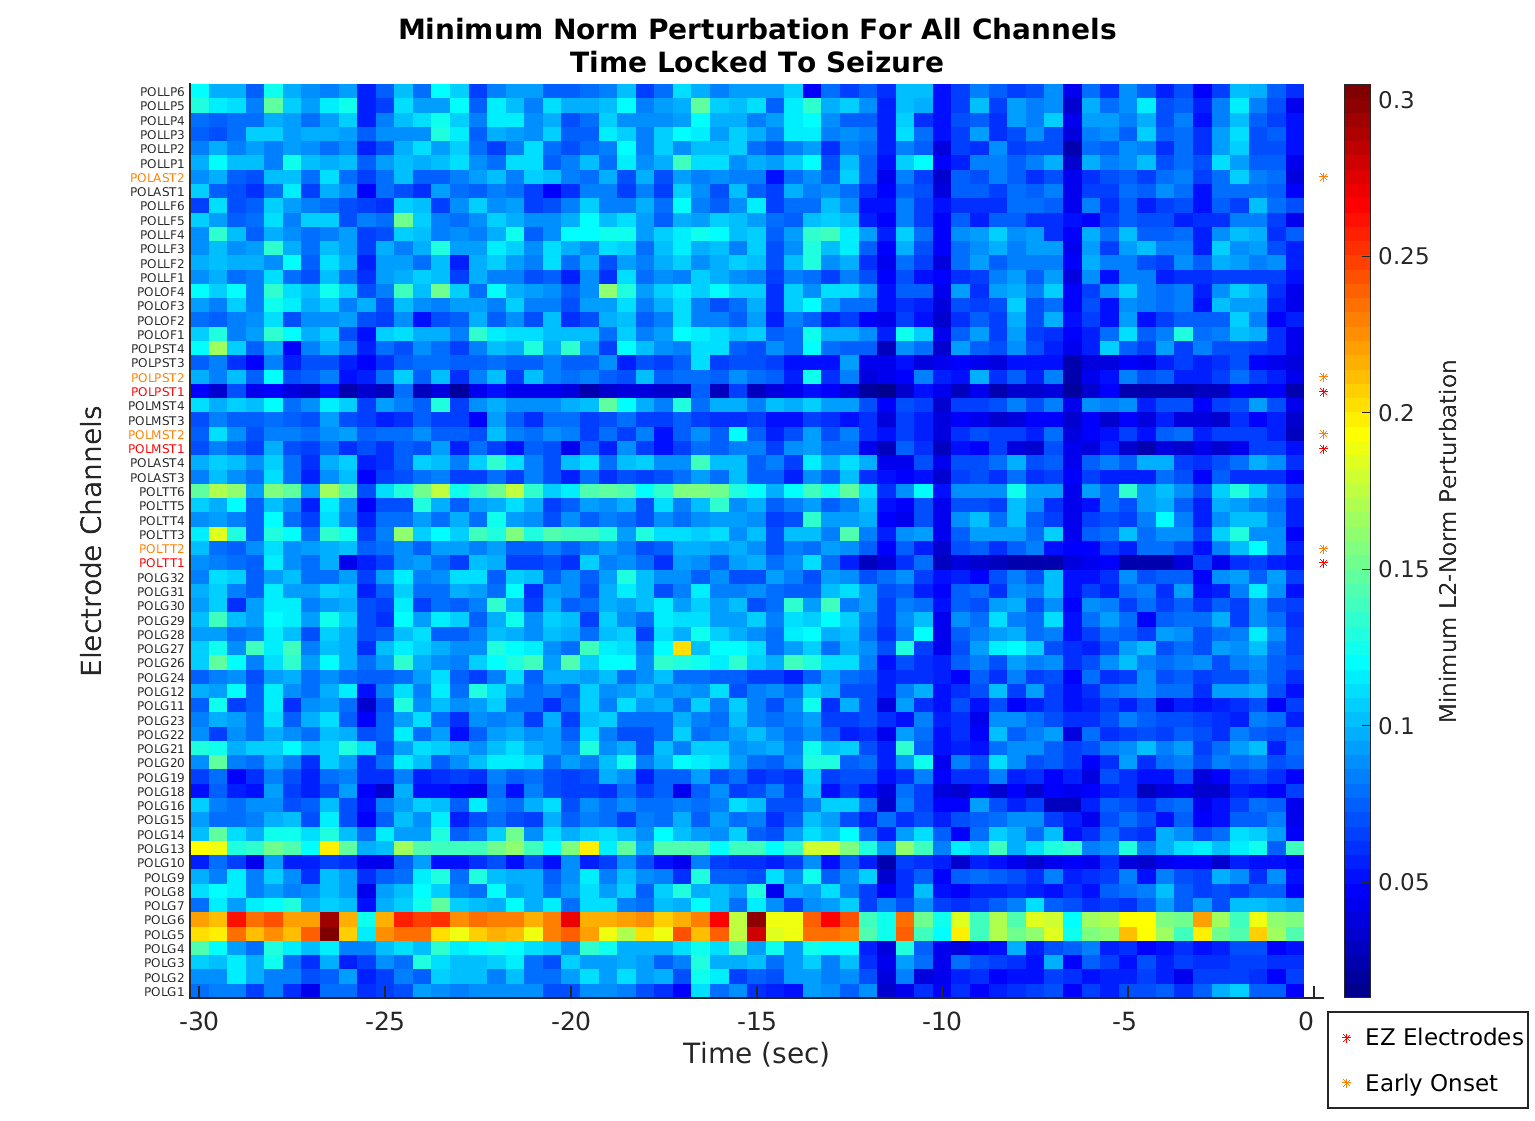 Minimum Norm Perturbation For All Channels
Time Locked To Seizure
POLLP6
POLLP5
POLLP4
POLLP3
POLLP2
POLLP1
POLAST2
POLAST1
POLLF6
POLLF5
POLLF4
POLLF3
POLLF2
POLLF1
POLOF4
POLOF3
POLOF2
POLOF1
POLPST4
POLPST3
POLPST2
POLPST1
POLMST4
POLMST3
POLMST2
POLMST1
POLAST4
POLAST3
POLTT6
POLTT5
POLTT4
POLTT3
POLTT2
POLTT1
POLG32
POLG31
POLG30
POLG29
POLG28
POLG27
POLG26
POLG24
POLG12
POLG11
POLG23
POLG22
POLG21
POLG20
POLG19
POLG18
POLG16
POLG15
POLG14
POLG13
POLG10
POLG9
POLG8
POLG7
POLG6
POLG5
POLG4
POLG3
POLG2
POLG1
Electrode Channels
-30 -25 -20 -15 -10 -5 0
Time (sec)
0.3
0.25
0.2
0.15
0.1
0.05
Minimum L2-Norm Perturbation
EZ Electrodes
Early Onset